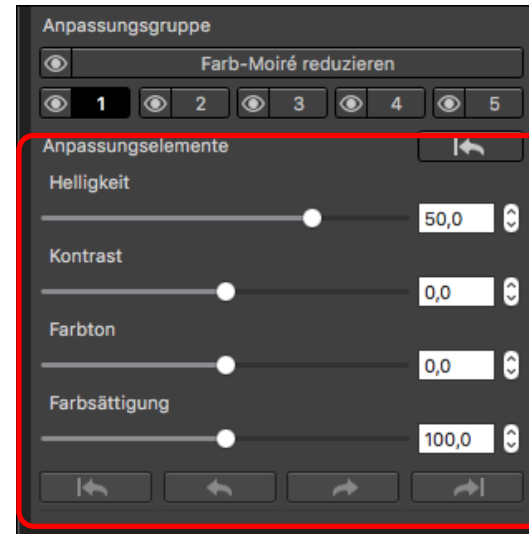 Anpassungsgruppe
Farb-Moiré reduzieren
1 2 3 4 5
Anpassungselemente
Helligkeit
50,0
Kontrast
0,0
Farbton
0,0
Farbsättigung
100,0